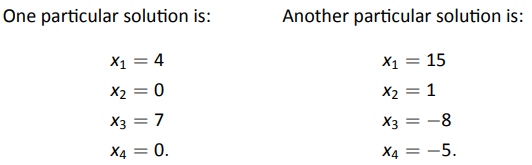 One particular solution is:
x₁ = 4
x₂ = 0
x₃ = 7
x₄ = 0.
Another particular solution is:
x₁ = 15
x₂ = 1
x₃ = −8
x₄ = −5.